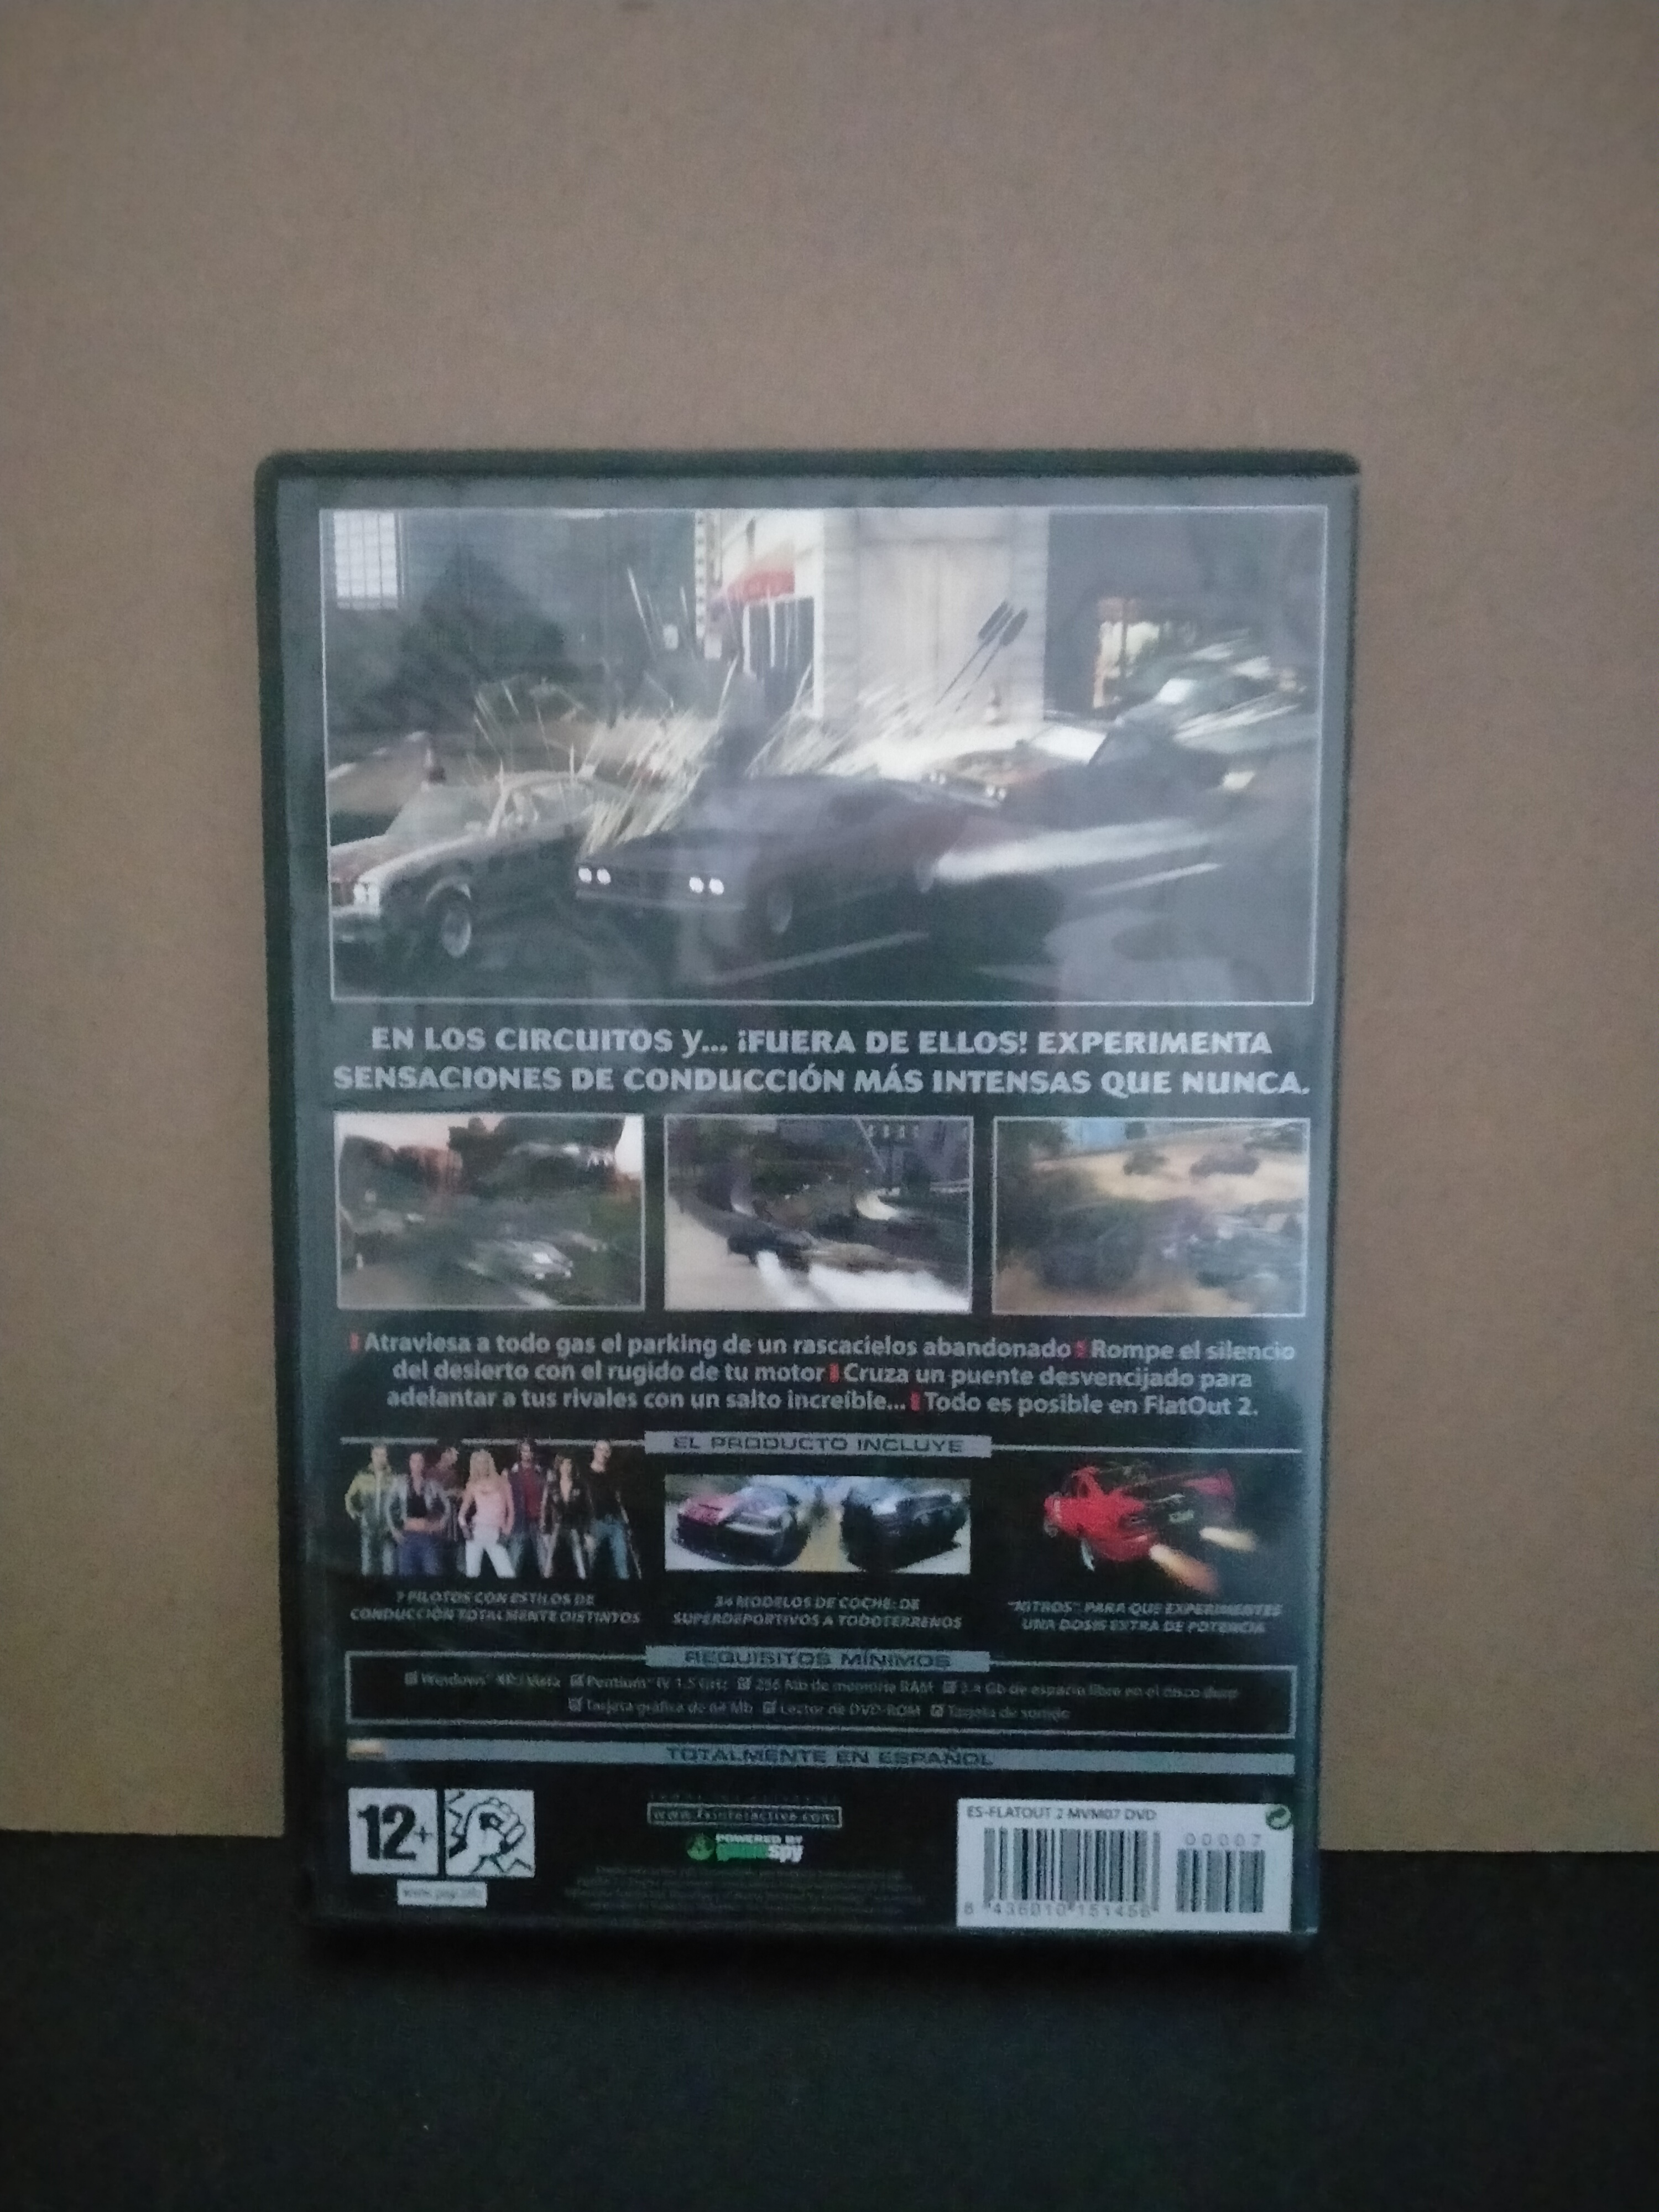 EN LOS CIRCUITOS Y... ¡FUERA DE ELLOS! EXPERIMENTA
SENSACIONES DE CONDUCCIÓN MÁS INTENSAS QUE NUNCA.
Atraviesa a todo gas el parking de un rascacielos abandonado Rompe el silencio
del desierto con el rugido de tu motor Cruza un puente desvencijado para
adelantar a tus rivales con un salto increíble... Todo es posible en FlatOut 2.
EL PRODUCTO INCLUYE
7 PILOTOS CON ESTILOS DE
CONDUCCIÓN TOTALMENTE DISTINTOS
34 MODELOS DE COCHE: DE
SUPERDEPORTIVOS A TODOTERRENOS
"NITROS" PARA QUE EXPERIMENTES
UNA DOSIS EXTRA DE POTENCIA
REQUISITOS MÍNIMOS
Windows® XP/Vista Pentium® IV 1.5 GHz 256 Mb de memoria RAM Gb de espacio libre en el disco duro
Tarjeta gráfica de 64 Mb Lector de DVD-ROM Tarjeta de sonido
TOTALMENTE EN ESPAÑOL
12+
www.pegi.info
www.fxinteractive.com
POWERED BY
gamespy
ES-FLATOUT 2 MVM07 DVD
00007
8 436010 151456